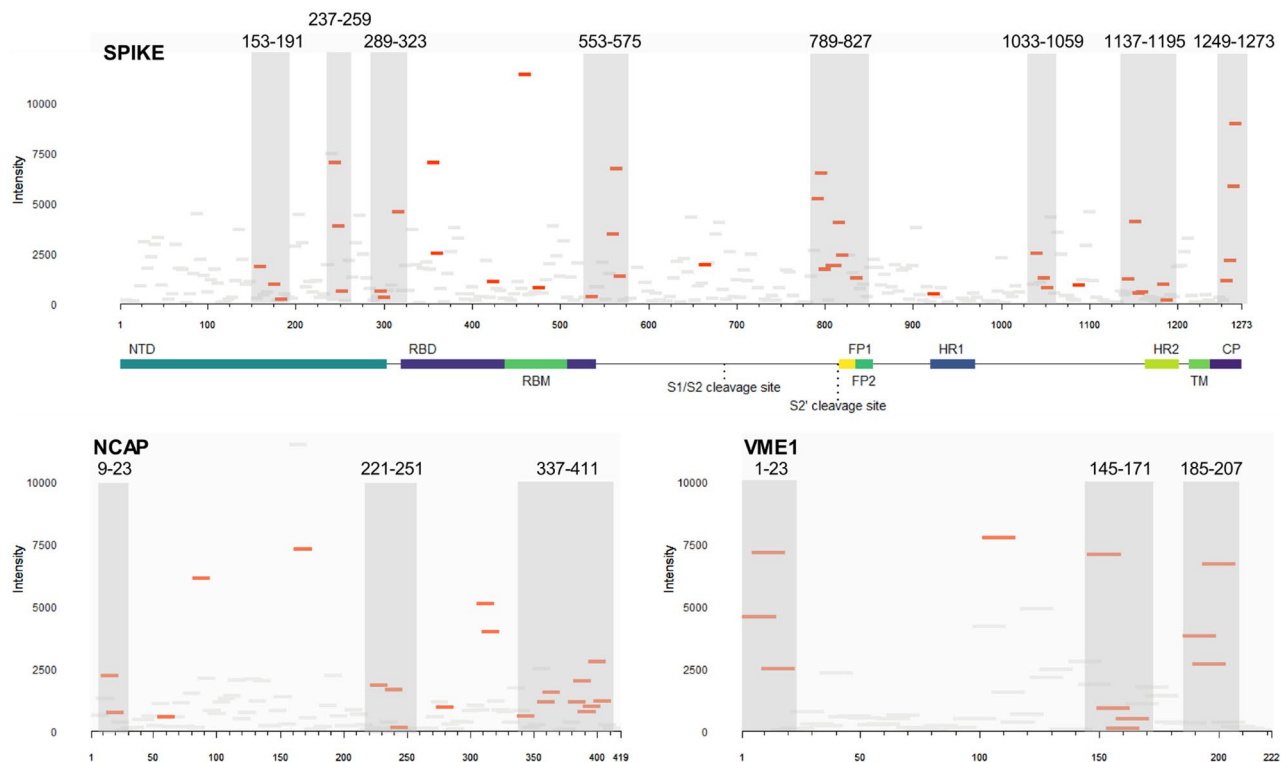 237-259
153-191 289-323 553-575 789-827 1033-1059 1137-1195 1249-1273
SPIKE
10000
7500
5000
2500
0
Intensity
1 100 200 300 400 500 600 700 800 900 1000 1100 1200 1273
NTD RBD FP1 HR1 HR2 CP
RBM FP2 TM
S1/S2 cleavage site
S2' cleavage site
NCAP
9-23 221-251 337-411
10000
7500
5000
2500
0
Intensity
1 50 100 150 200 250 300 350 400 419
VME1
1-23 145-171 185-207
10000
7500
5000
2500
0
Intensity
1 50 100 150 200 222